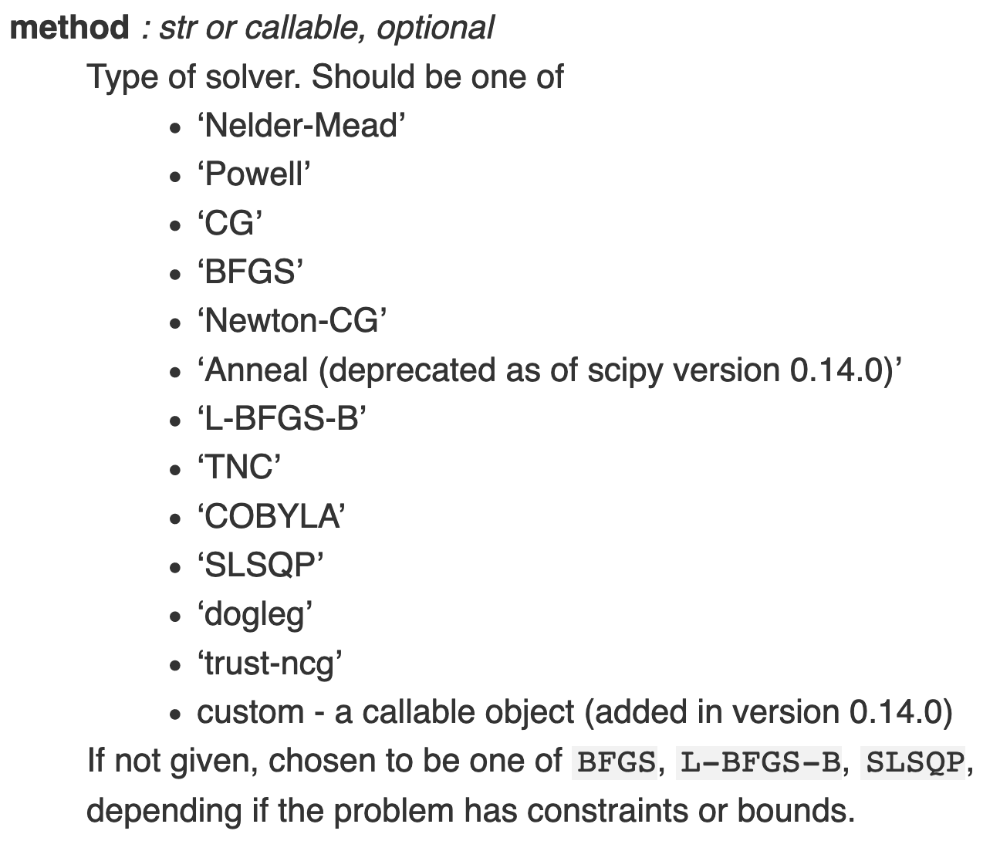 method : str or callable, optional
Type of solver. Should be one of
• ‘Nelder-Mead’
• ‘Powell’
• ‘CG’
• ‘BFGS’
• ‘Newton-CG’
• ‘Anneal (deprecated as of scipy version 0.14.0)’
• ‘L-BFGS-B’
• ‘TNC’
• ‘COBYLA’
• ‘SLSQP’
• ‘dogleg’
• ‘trust-ncg’
• custom - a callable object (added in version 0.14.0)
If not given, chosen to be one of BFGS, L-BFGS-B, SLSQP,
depending if the problem has constraints or bounds.